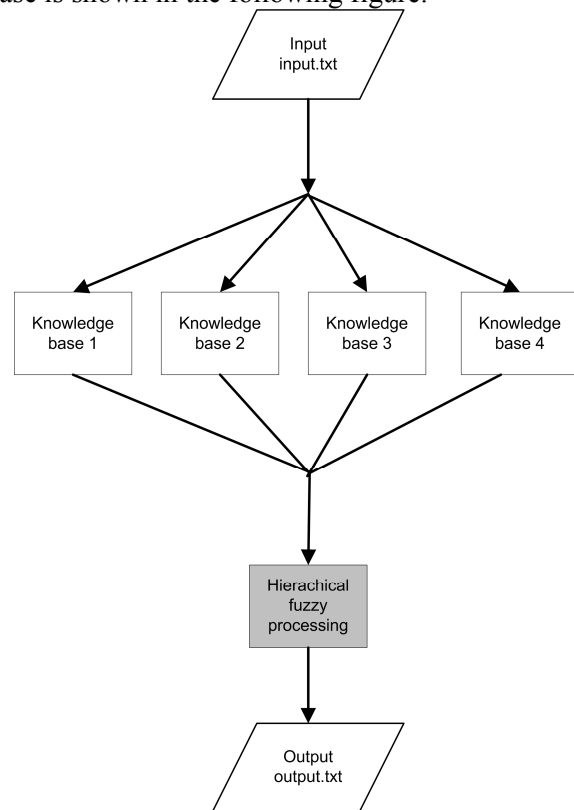 ase is shown in the following figure.
Input
input.txt
Knowledge
base 1
Knowledge
base 2
Knowledge
base 3
Knowledge
base 4
Hierachical
fuzzy
processing
Output
output.txt